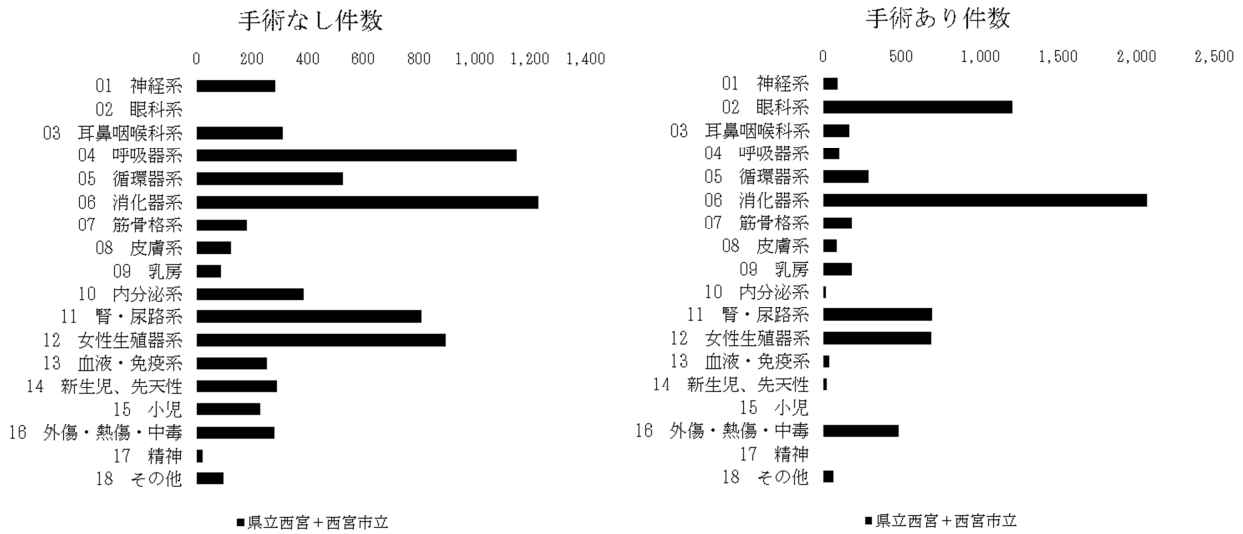 手術なし件数
0 200 400 600 800 1,000 1,200 1,400
01 神経系
02 眼科系
03 耳鼻咽喉科系
04 呼吸器系
05 循環器系
06 消化器系
07 筋骨格系
08 皮膚系
09 乳房
10 内分泌系
11 腎・尿路系
12 女性生殖器系
13 血液・免疫系
14 新生児、先天性
15 小児
16 外傷・熱傷・中毒
17 精神
18 その他
■県立西宮＋西宮市立
手術あり件数
0 500 1,000 1,500 2,000 2,500
01 神経系
02 眼科系
03 耳鼻咽喉科系
04 呼吸器系
05 循環器系
06 消化器系
07 筋骨格系
08 皮膚系
09 乳房
10 内分泌系
11 腎・尿路系
12 女性生殖器系
13 血液・免疫系
14 新生児、先天性
15 小児
16 外傷・熱傷・中毒
17 精神
18 その他
■県立西宮＋西宮市立